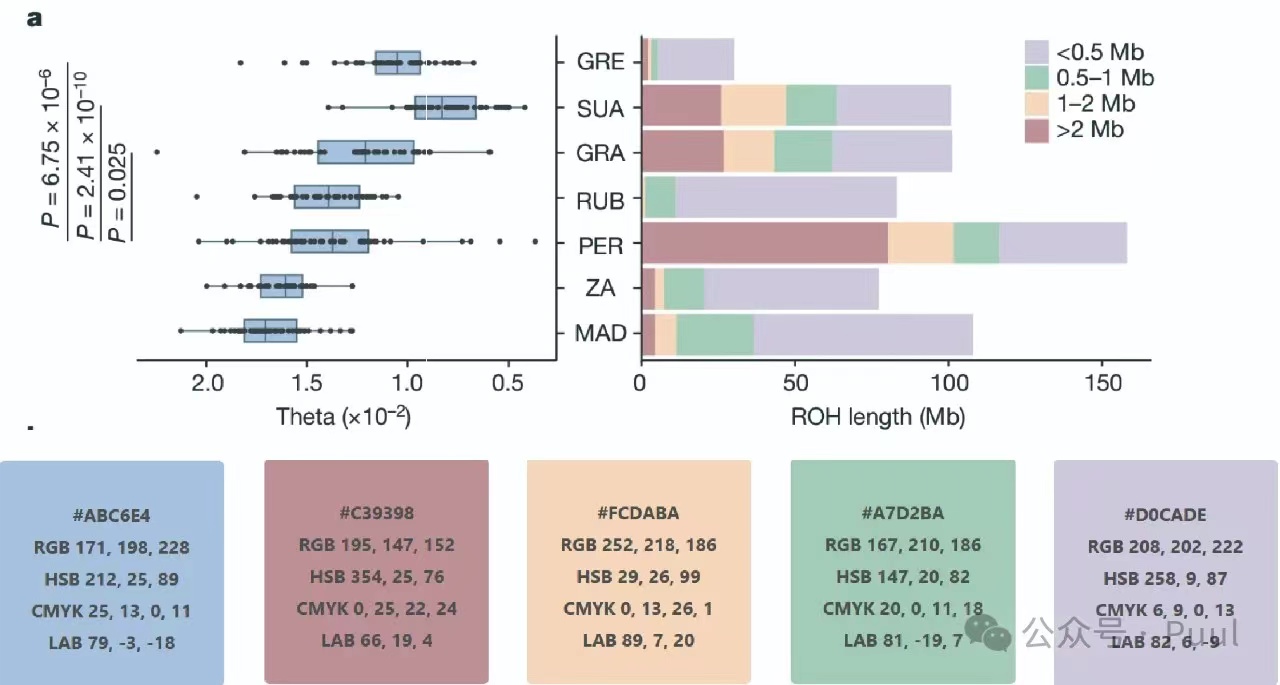 a
P = 6.75 × 10⁻⁶
P = 2.41 × 10⁻¹⁰
P = 0.025
GRE
SUA
GRA
RUB
PER
ZA
MAD
2.0 1.5 1.0 0.5
Theta (×10⁻²)
<0.5 Mb
0.5–1 Mb
1–2 Mb
>2 Mb
0 50 100 150
ROH length (Mb)
#ABC6E4
RGB 171, 198, 228
HSB 212, 25, 89
CMYK 25, 13, 0, 11
LAB 79, -3, -18
#C39398
RGB 195, 147, 152
HSB 354, 25, 76
CMYK 0, 25, 22, 24
LAB 66, 19, 4
#FCDABA
RGB 252, 218, 186
HSB 29, 26, 99
CMYK 0, 13, 26, 1
LAB 89, 7, 20
#A7D2BA
RGB 167, 210, 186
HSB 147, 20, 82
CMYK 20, 0, 11, 18
LAB 81, -19, 7
#D0CADE
RGB 208, 202, 222
HSB 258, 9, 87
CMYK 6, 9, 0, 13
LAB 82, 6, -9
公众号 · Puul